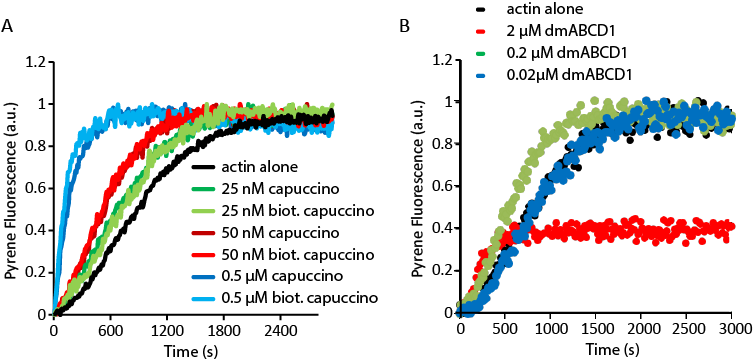 A
Pyrene Fluorescence (a.u.)
1.2
1
0.8
0.6
0.4
0.2
0
0 600 1200 1800 2400
Time (s)
actin alone
25 nM capuccino
25 nM biot. capuccino
50 nM capuccino
50 nM biot. capuccino
0.5 µM capuccino
0.5 µM biot. capuccino
B
actin alone
2 µM dmABCD1
0.2 µM dmABCD1
0.02µM dmABCD1
Pyrene Fluorescence (a.u.)
1.2
1
0.8
0.6
0.4
0.2
0
0 500 1000 1500 2000 2500 3000
Time (s)